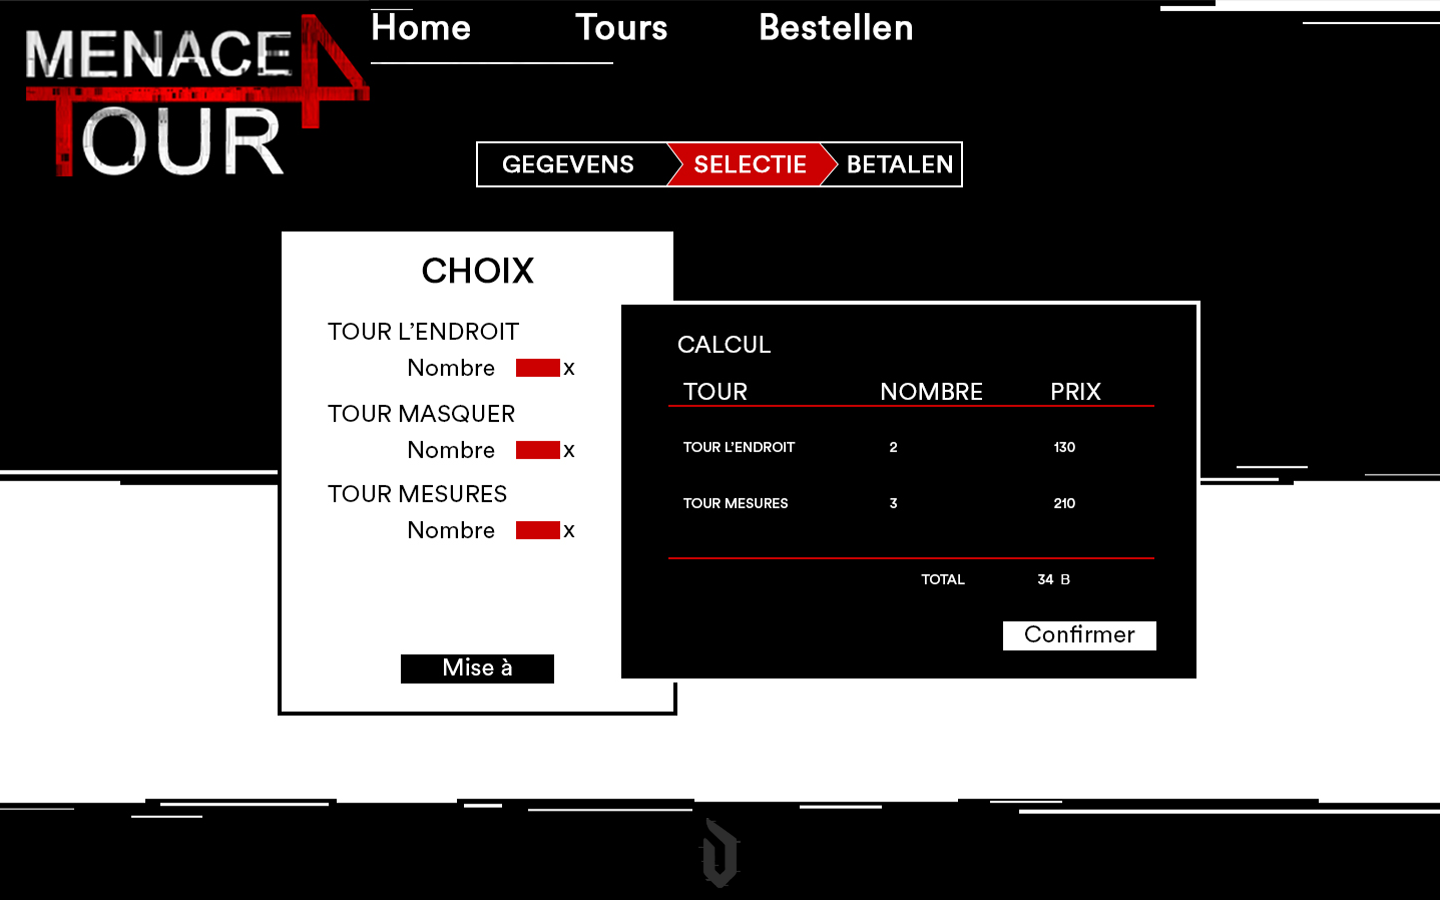 MENACE 4
TOUR
Home Tours Bestellen
GEGEVENS SELECTIE BETALEN
CHOIX
TOUR L’ENDROIT
Nombre x
TOUR MASQUER
Nombre x
TOUR MESURES
Nombre x
Mise à
CALCUL
TOUR NOMBRE PRIX
TOUR L’ENDROIT 2 130
TOUR MESURES 3 210
TOTAL 34 B
Confirmer